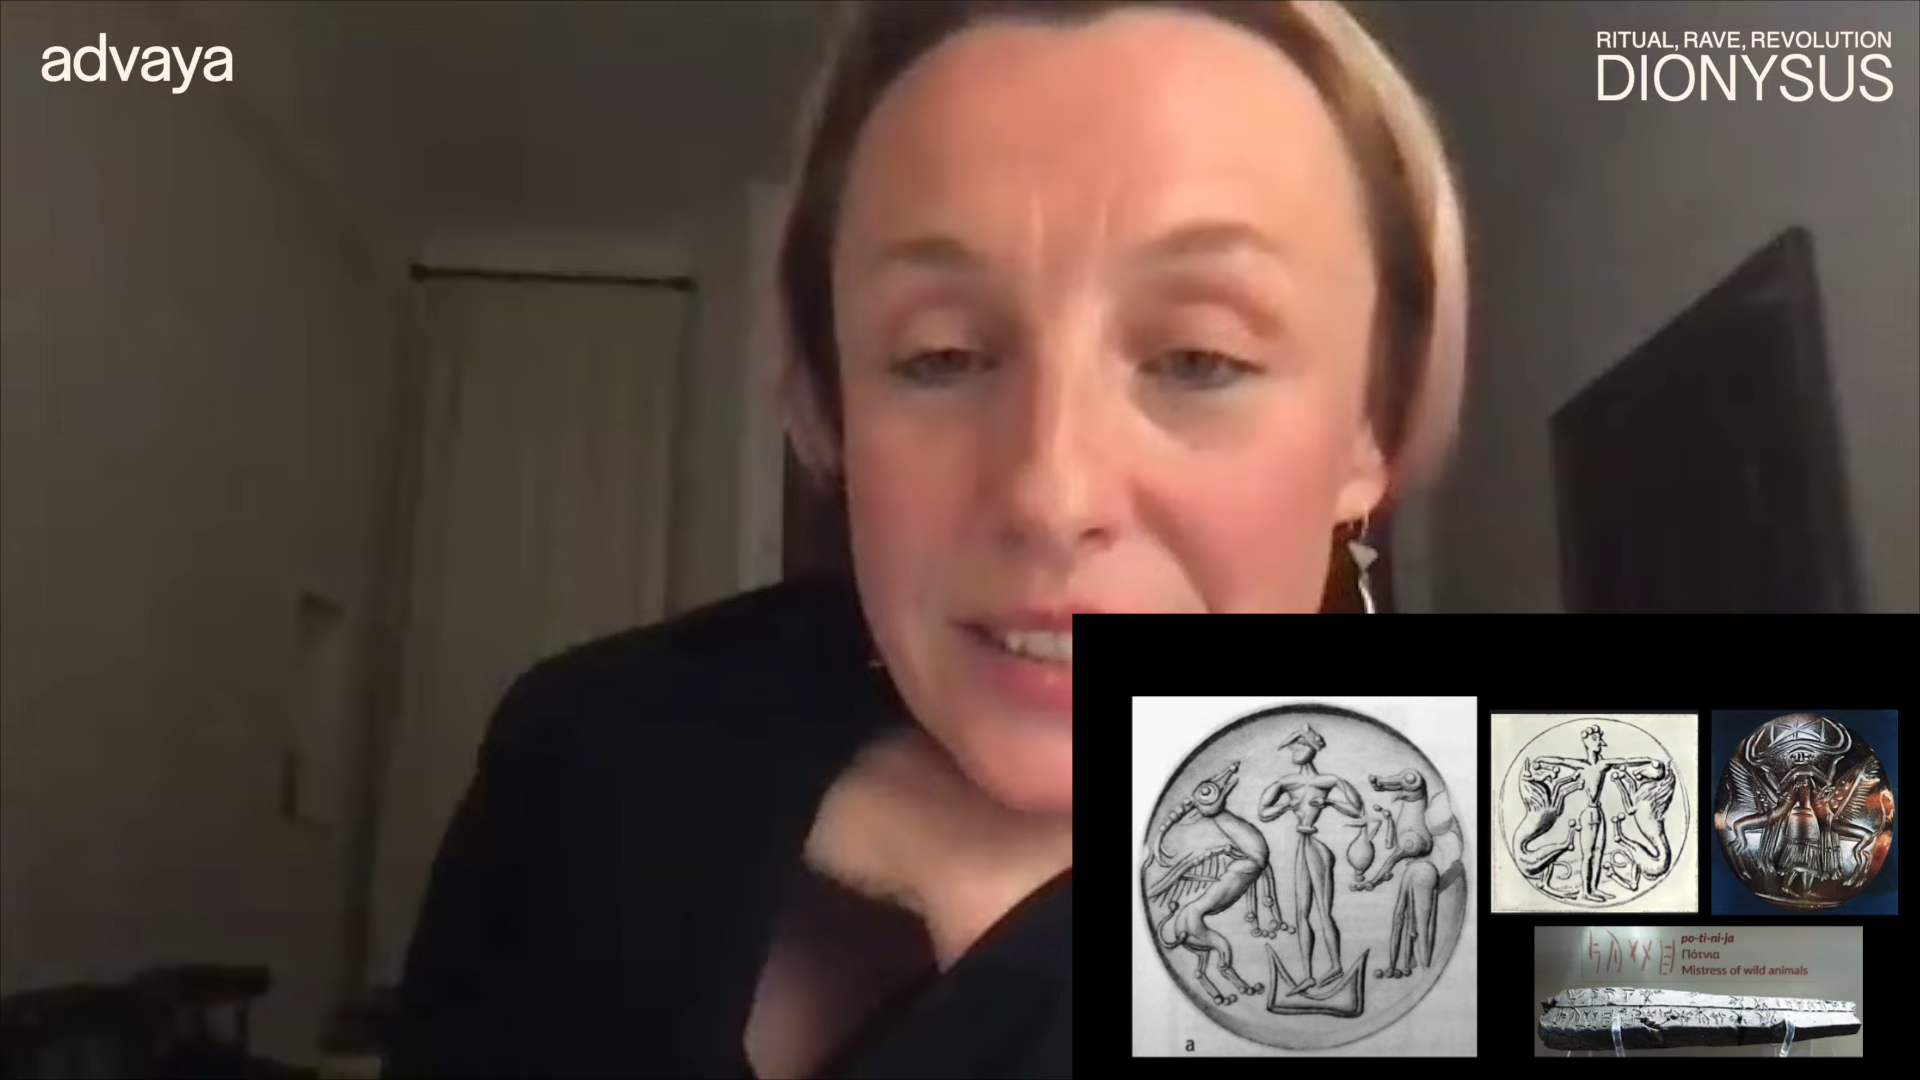 advaya
RITUAL, RAVE, REVOLUTION
DIONYSUS
a
po-ti-ni-ja
Πότνια
Mistress of wild animals